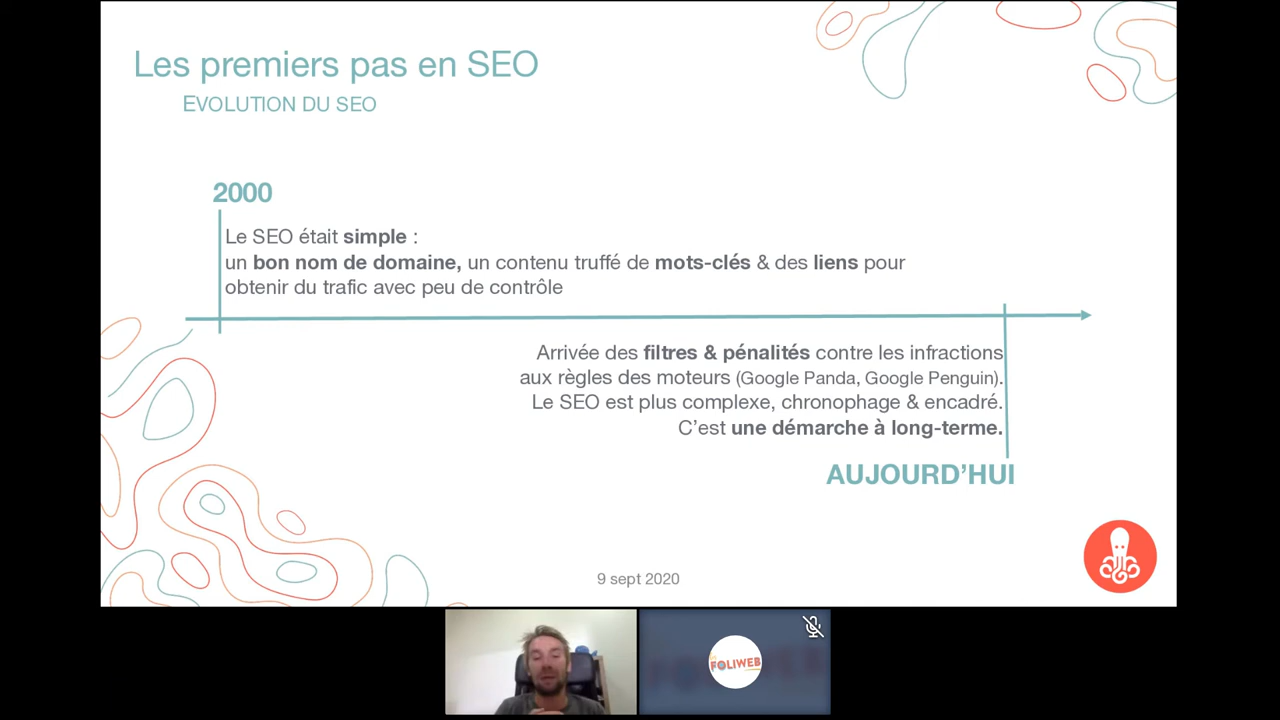 Les premiers pas en SEO
EVOLUTION DU SEO
2000
Le SEO était simple :
un bon nom de domaine, un contenu truffé de mots-clés & des liens pour
obtenir du trafic avec peu de contrôle
Arrivée des filtres & pénalités contre les infractions
aux règles des moteurs (Google Panda, Google Penguin).
Le SEO est plus complexe, chronophage & encadré.
C’est une démarche à long-terme.
AUJOURD’HUI
9 sept 2020
FOLIWEB